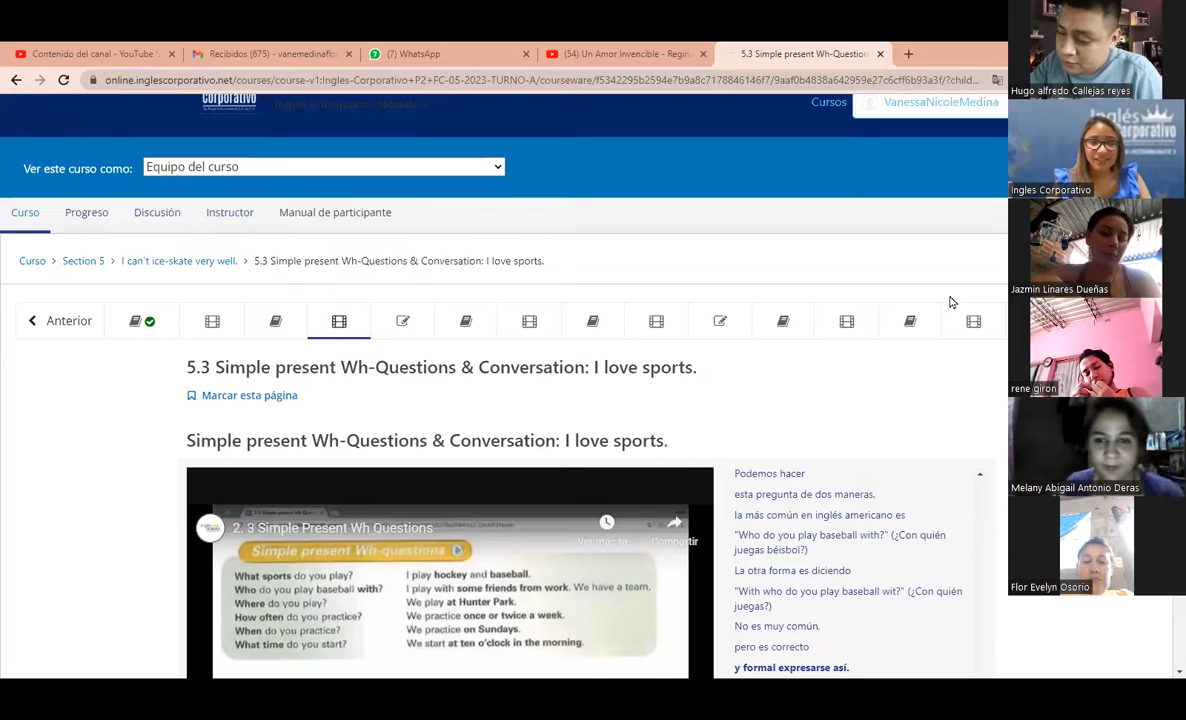 Contenido del canal - YouTube S
Recibidos (675) - vanemedinaflo
(7) WhatsApp
(54) Un Amor Invencible - Regin
5.3 Simple present Wh-Question
online.inglescorporativo.net/courses/course-v1:Ingles-Corporativo+P2+FC-05-2023-TURNO-A/courseware/f5342295b2594e7b9a8c7178846146f7/9aaf0b4838a642959e27c6cff6b93a3f/?child...
corporativo
Cursos
VanessaNicoleMedina
Ver este curso como:
Equipo del curso
Curso
Progreso
Discusión
Instructor
Manual de participante
Curso > Section 5 > I can't ice-skate very well. > 5.3 Simple present Wh-Questions & Conversation: I love sports.
Anterior
5.3 Simple present Wh-Questions & Conversation: I love sports.
Marcar esta página
Simple present Wh-Questions & Conversation: I love sports.
2. 3 Simple Present Wh Questions
Ver más ta...
Compartir
Simple present Wh-questions
What sports do you play? I play hockey and baseball.
Who do you play baseball with? I play with some friends from work. We have a team.
Where do you play? We play at Hunter Park.
How often do you practice? We practice once or twice a week.
When do you practice? We practice on Sundays.
What time do you start? We start at ten o'clock in the morning.
Podemos hacer
esta pregunta de dos maneras,
la más común en inglés americano es
"Who do you play baseball with?" (¿Con quién
juegas béisbol?)
La otra forma es diciendo
"With who do you play baseball wit?" (¿Con quién
juegas?)
No es muy común,
pero es correcto
y formal expresarse así.
Hugo alfredo Callejas reyes
Inglés
Corporativo
Ingles Corporativo
Jazmin Linares Dueñas
rene giron
Melany Abigail Antonio Deras
Flor Evelyn Osorio